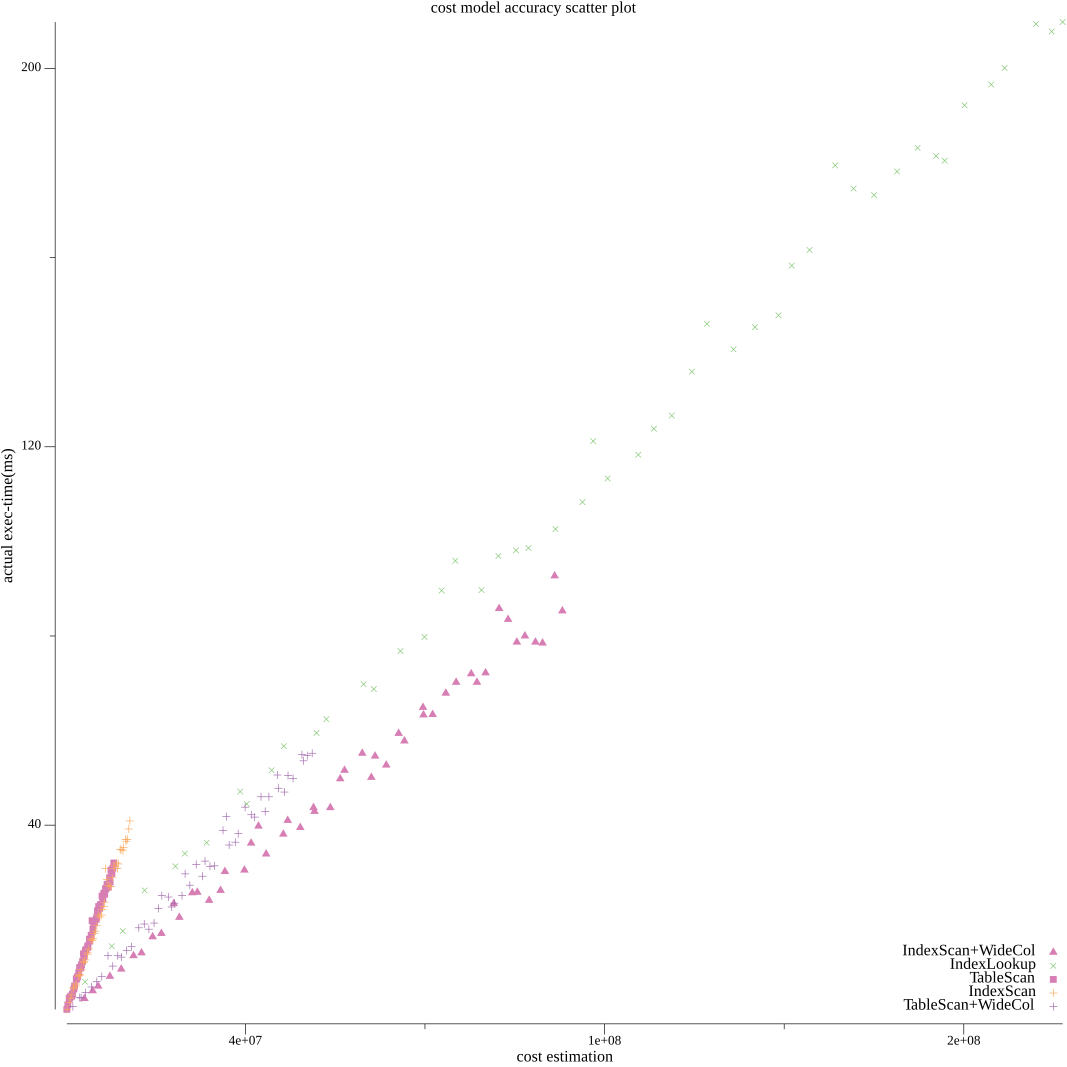 cost model accuracy scatter plot
200
120
40
actual exec-time(ms)
IndexScan+WideCol
IndexLookup
TableScan
IndexScan
TableScan+WideCol
4e+07
1e+08
2e+08
cost estimation